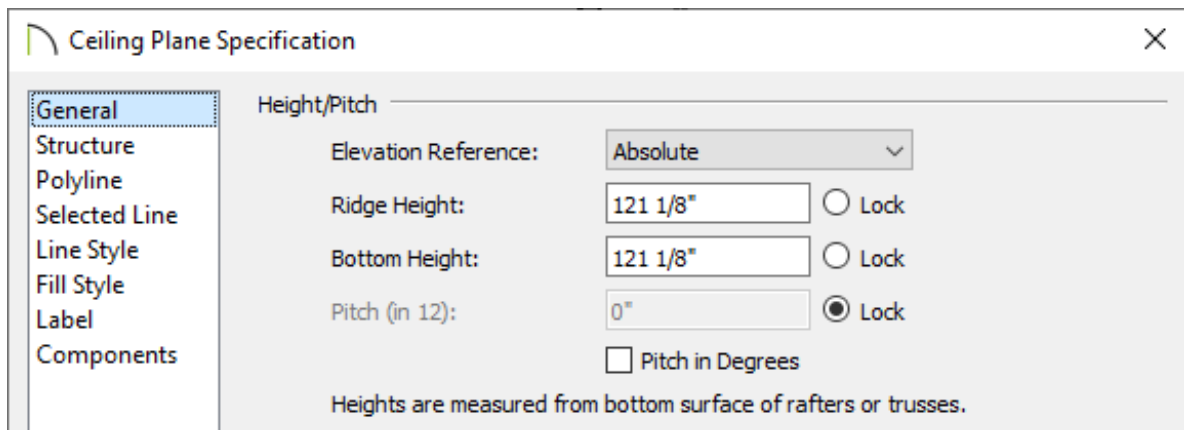 Ceiling Plane Specification
General
Structure
Polyline
Selected Line
Line Style
Fill Style
Label
Components
Height/Pitch
Elevation Reference: Absolute
Ridge Height: 121 1/8" Lock
Bottom Height: 121 1/8" Lock
Pitch (in 12): 0" Lock
Pitch in Degrees
Heights are measured from bottom surface of rafters or trusses.